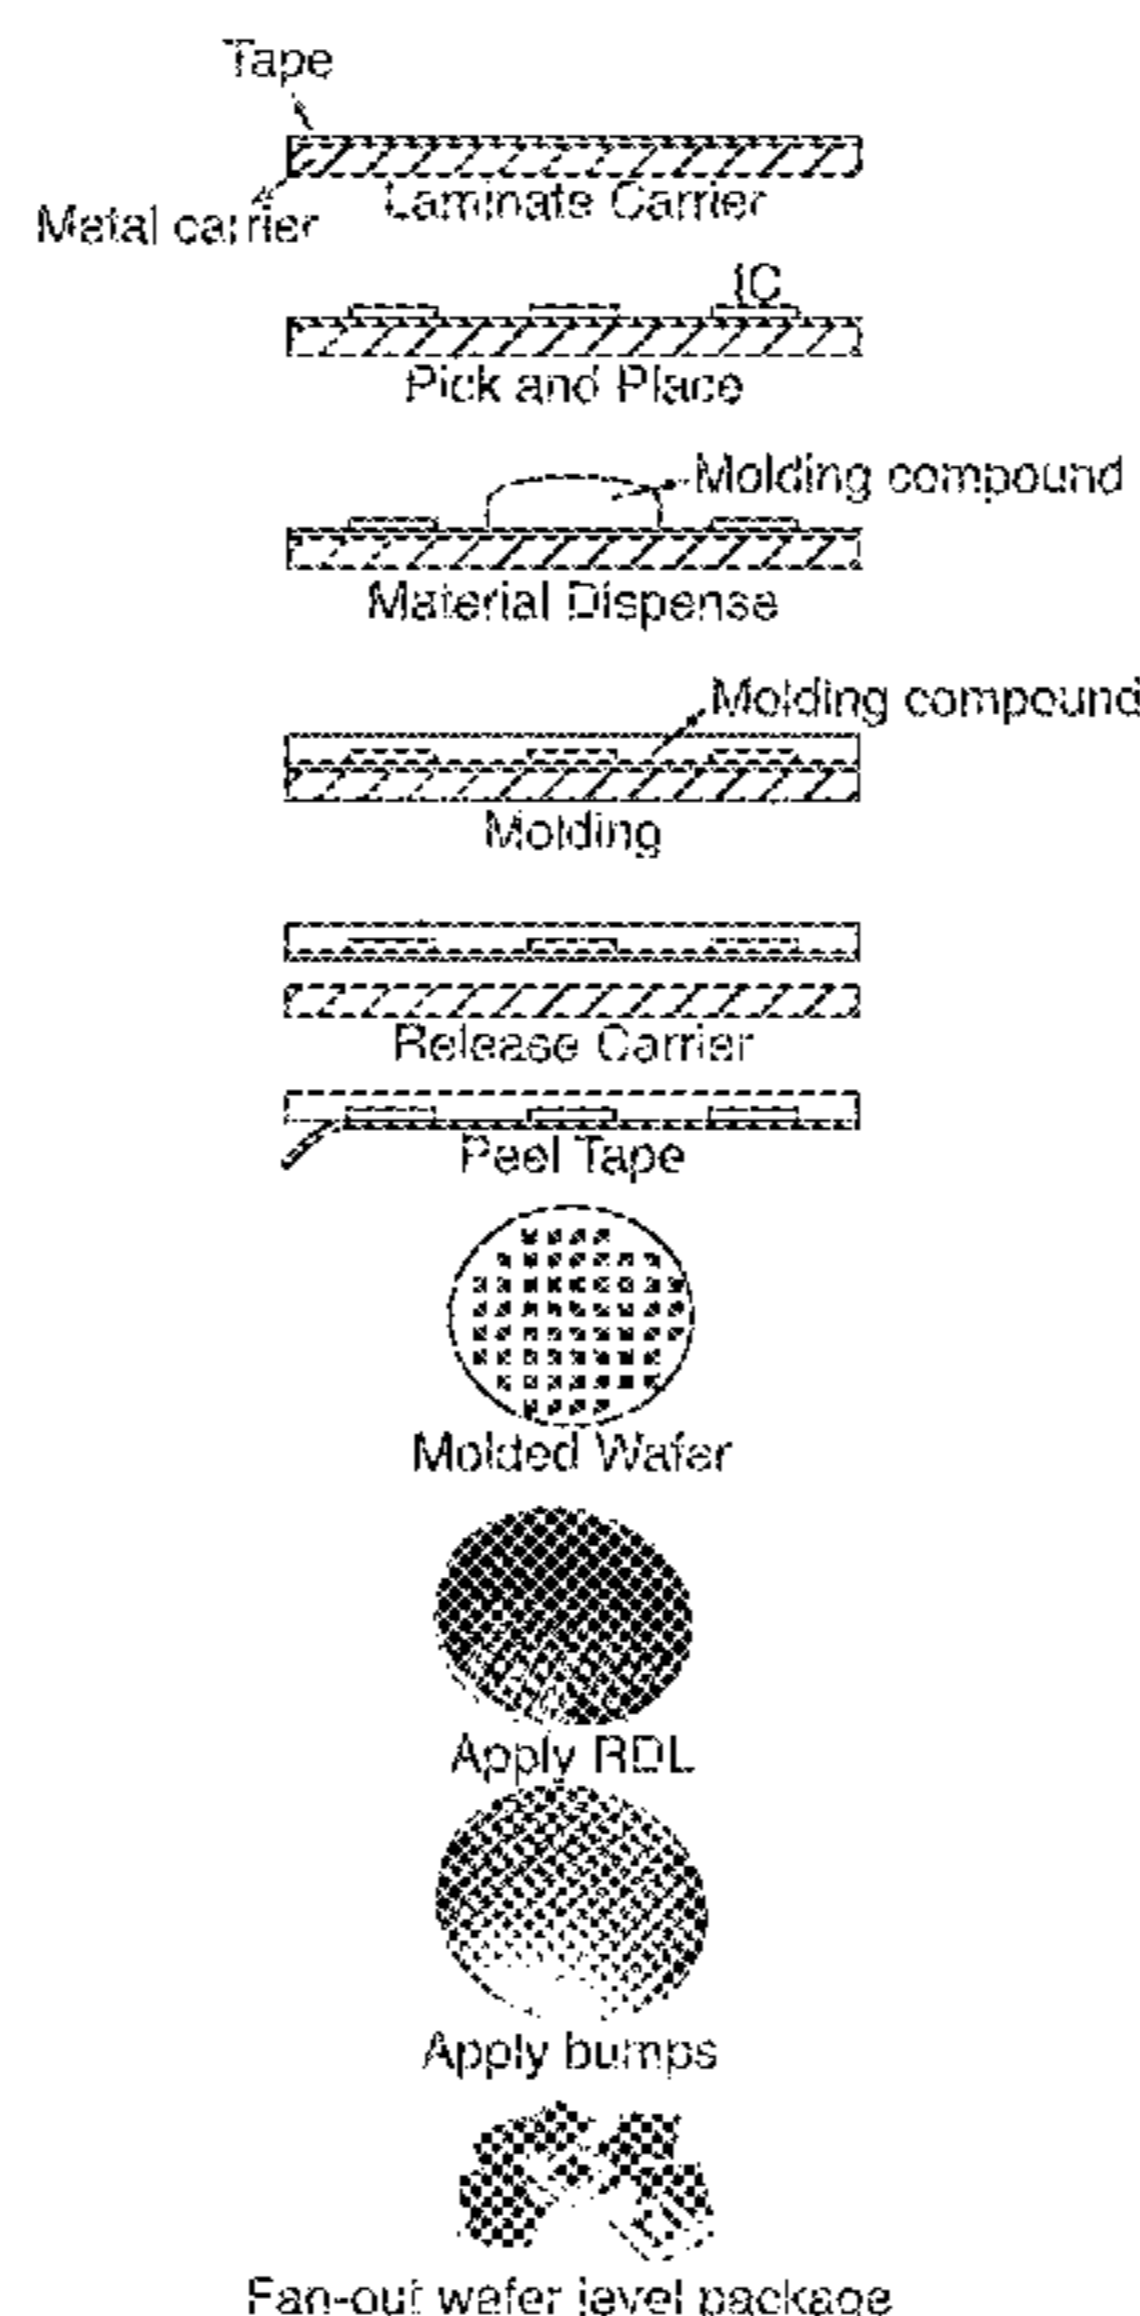 Tape
Laminate Carrier
Metal carrier
IC
Pick and Place
Molding compound
Material Dispense
Molding compound
Molding
Release Carrier
Peel Tape
Molded Wafer
Apply RDL
Apply bumps
Fan-out wafer level package